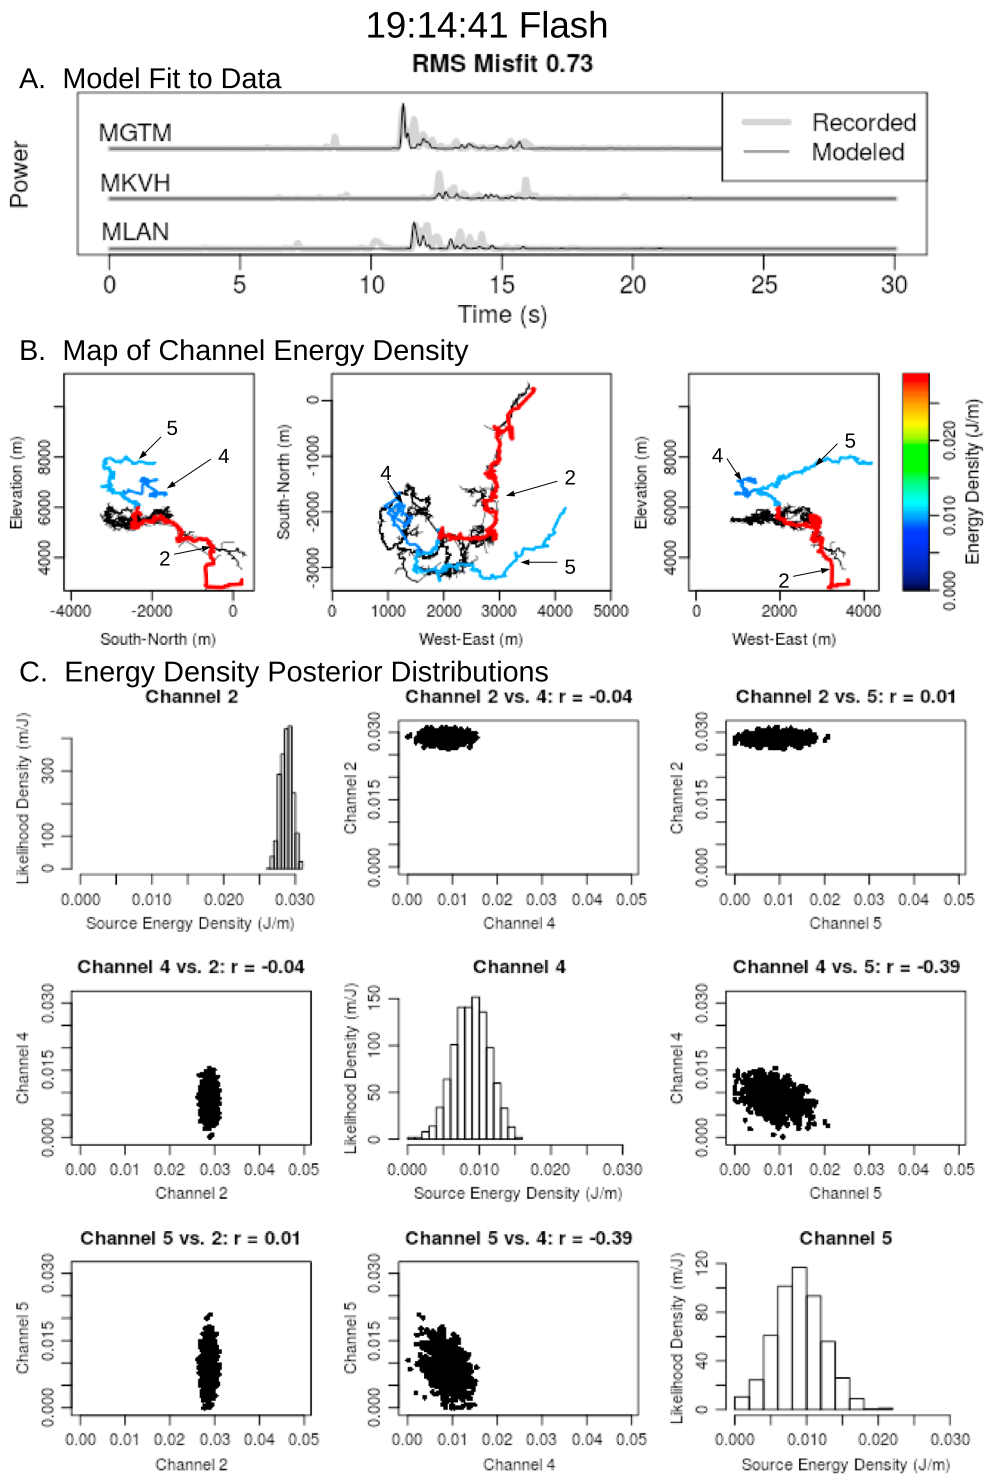 19:14:41 Flash
RMS Misfit 0.73
A. Model Fit to Data
Power
MGTM
MKVH
MLAN
Recorded
Modeled
0 5 10 15 20 25 30
Time (s)
B. Map of Channel Energy Density
Elevation (m)
4000 6000 8000
5
4
2
-4000 -2000 0
South-North (m)
South-North (m)
-3000 -2000 -1000 0
4
2
5
0 1000 2000 3000 4000 5000
West-East (m)
Elevation (m)
4000 6000 8000
4
5
2
0 2000 4000
West-East (m)
0.000 0.010 0.020
Energy Density (J/m)
C. Energy Density Posterior Distributions
Channel 2
Likelihood Density (m/J)
0 100 300
0.000 0.010 0.020 0.030
Source Energy Density (J/m)
Channel 2 vs. 4: r = -0.04
Channel 2
0.000 0.015 0.030
0.00 0.01 0.02 0.03 0.04 0.05
Channel 4
Channel 2 vs. 5: r = 0.01
Channel 2
0.000 0.015 0.030
0.00 0.01 0.02 0.03 0.04 0.05
Channel 5
Channel 4 vs. 2: r = -0.04
Channel 4
0.000 0.015 0.030
0.00 0.01 0.02 0.03 0.04 0.05
Channel 2
Channel 4
Likelihood Density (m/J)
0 50 100 150
0.000 0.010 0.020 0.030
Source Energy Density (J/m)
Channel 4 vs. 5: r = -0.39
Channel 4
0.000 0.015 0.030
0.00 0.01 0.02 0.03 0.04 0.05
Channel 5
Channel 5 vs. 2: r = 0.01
Channel 5
0.000 0.015 0.030
0.00 0.01 0.02 0.03 0.04 0.05
Channel 2
Channel 5 vs. 4: r = -0.39
Channel 5
0.000 0.015 0.030
0.00 0.01 0.02 0.03 0.04 0.05
Channel 4
Channel 5
Likelihood Density (m/J)
0 40 80 120
0.000 0.010 0.020 0.030
Source Energy Density (J/m)